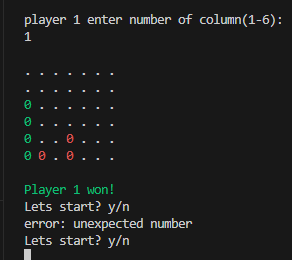 player 1 enter number of column(1-6):
1
. . . . . . .
. . . . . . .
0 . . . . . .
0 . . . . . .
0 . . 0 . . .
0 0 . 0 . . .
Player 1 won!
Lets start? y/n
error: unexpected number
Lets start? y/n